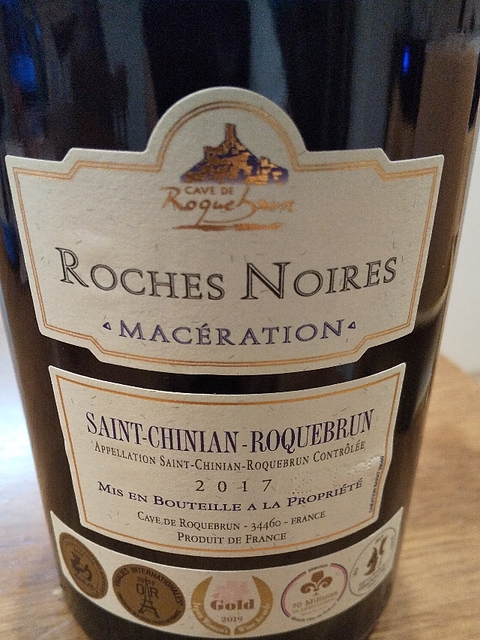 CAVE DE
Roquebrun
ROCHES NOIRES
MACÉRATION
SAINT-CHINIAN-ROQUEBRUN
APPELLATION SAINT-CHINIAN-ROQUEBRUN CONTRÔLÉE
2017
MIS EN BOUTEILLE A LA PROPRIÉTÉ
CAVE DE ROQUEBRUN - 34460 - FRANCE
PRODUIT DE FRANCE
OR
Gold
2019